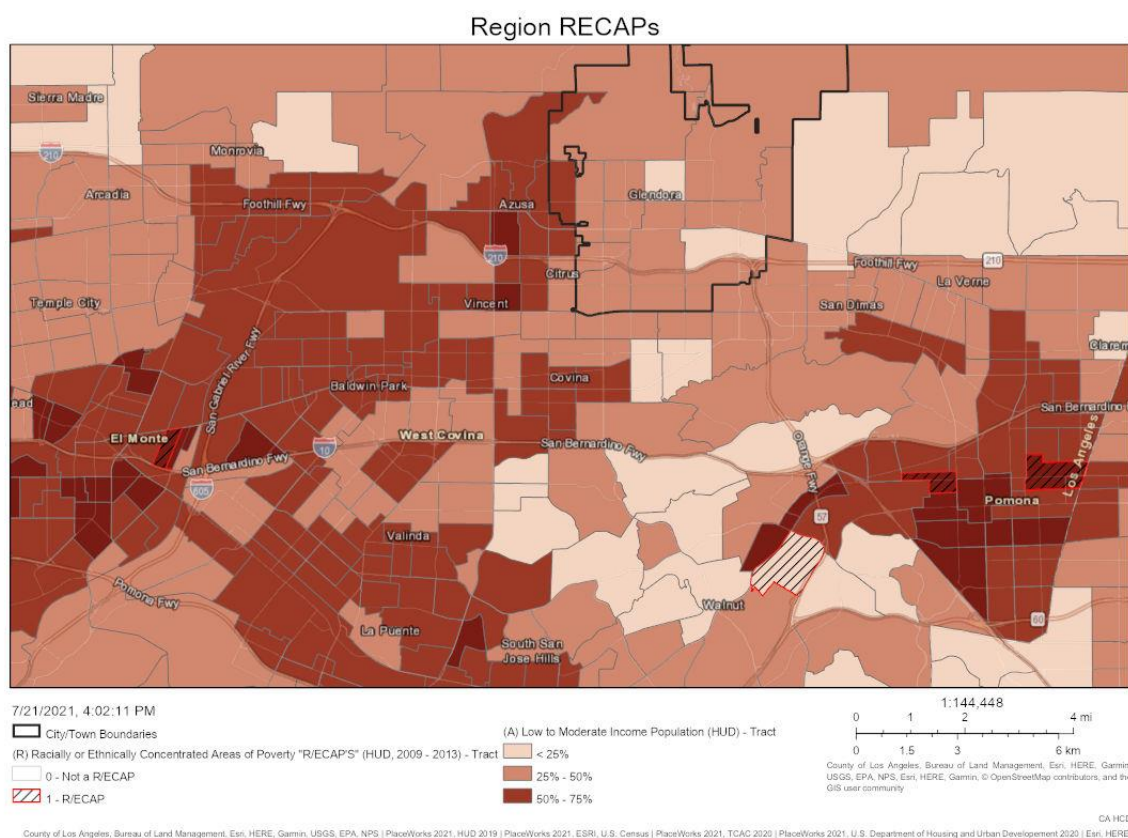 Region RECAPs
Sierra Madre
210
Monrovia
Arcadia
Foothill Fwy
Azusa
Glendora
210
Citrus
Foothill Fwy
210
La Verne
Temple City
Vincent
San Dimas
San Gabriel River Fwy
Baldwin Park
Covina
Clarem
ead
El Monte
West Covina
San Bernardino Fwy
San Bernardino Fwy
10
San Bernardino F
Orange Fwy
Los Angeles
605
Pomona
57
Valinda
Pomona Fwy
Walnut
60
La Puente
South San
Jose Hills
7/21/2021, 4:02:11 PM
City/Town Boundaries
(R) Racially or Ethnically Concentrated Areas of Poverty "R/ECAP'S" (HUD, 2009 - 2013) - Tract
0 - Not a R/ECAP
1 - R/ECAP
(A) Low to Moderate Income Population (HUD) - Tract
< 25%
25% - 50%
50% - 75%
1:144,448
0 1 2 4 mi
0 1.5 3 6 km
County of Los Angeles, Bureau of Land Management, Esri, HERE, Garmin,
USGS, EPA, NPS, Esri, HERE, Garmin, © OpenStreetMap contributors, and the
GIS user community
CA HCD
County of Los Angeles, Bureau of Land Management, Esri, HERE, Garmin, USGS, EPA, NPS | PlaceWorks 2021, HUD 2019 | PlaceWorks 2021, ESRI, U.S. Census | PlaceWorks 2021, TCAC 2020 | PlaceWorks 2021, U.S. Department of Housing and Urban Developement 2020 | Esri, HERE